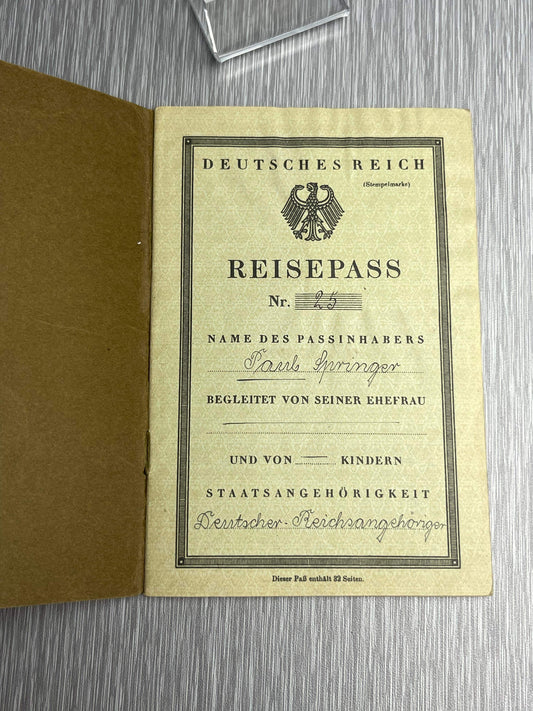 DEUTSCHES REICH
(Stempelmarke)
REISEPASS
Nr. 25
NAME DES PASSINHABERS
Paul Springer
BEGLEITET VON SEINER EHEFRAU
UND VON — KINDERN
STAATSANGEHÖRIGKEIT
Deutscher-Reichsangehöriger
Dieser Paß enthält 32 Seiten.